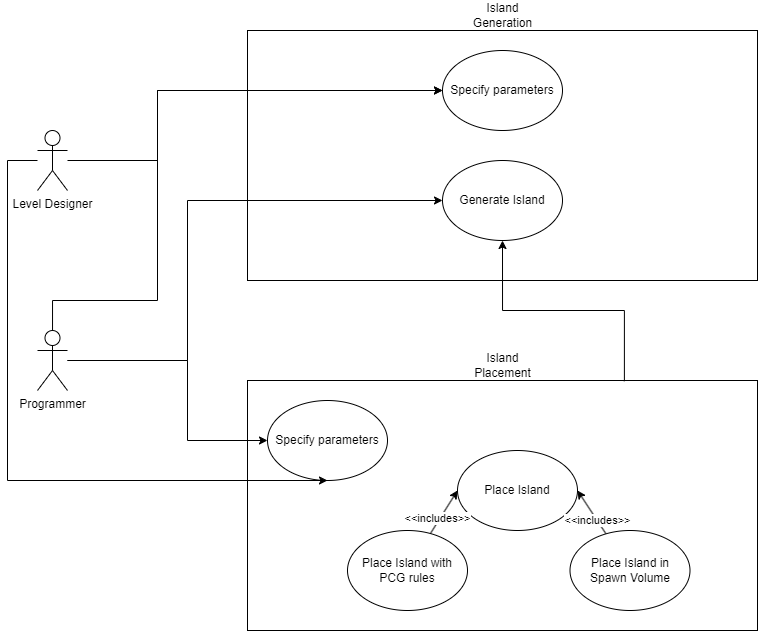 Island
Generation
Specify parameters
Level Designer
Generate Island
Island
Placement
Programmer
Specify parameters
Place Island
<<includes>>
<<includes>>
Place Island with
PCG rules
Place Island in
Spawn Volume